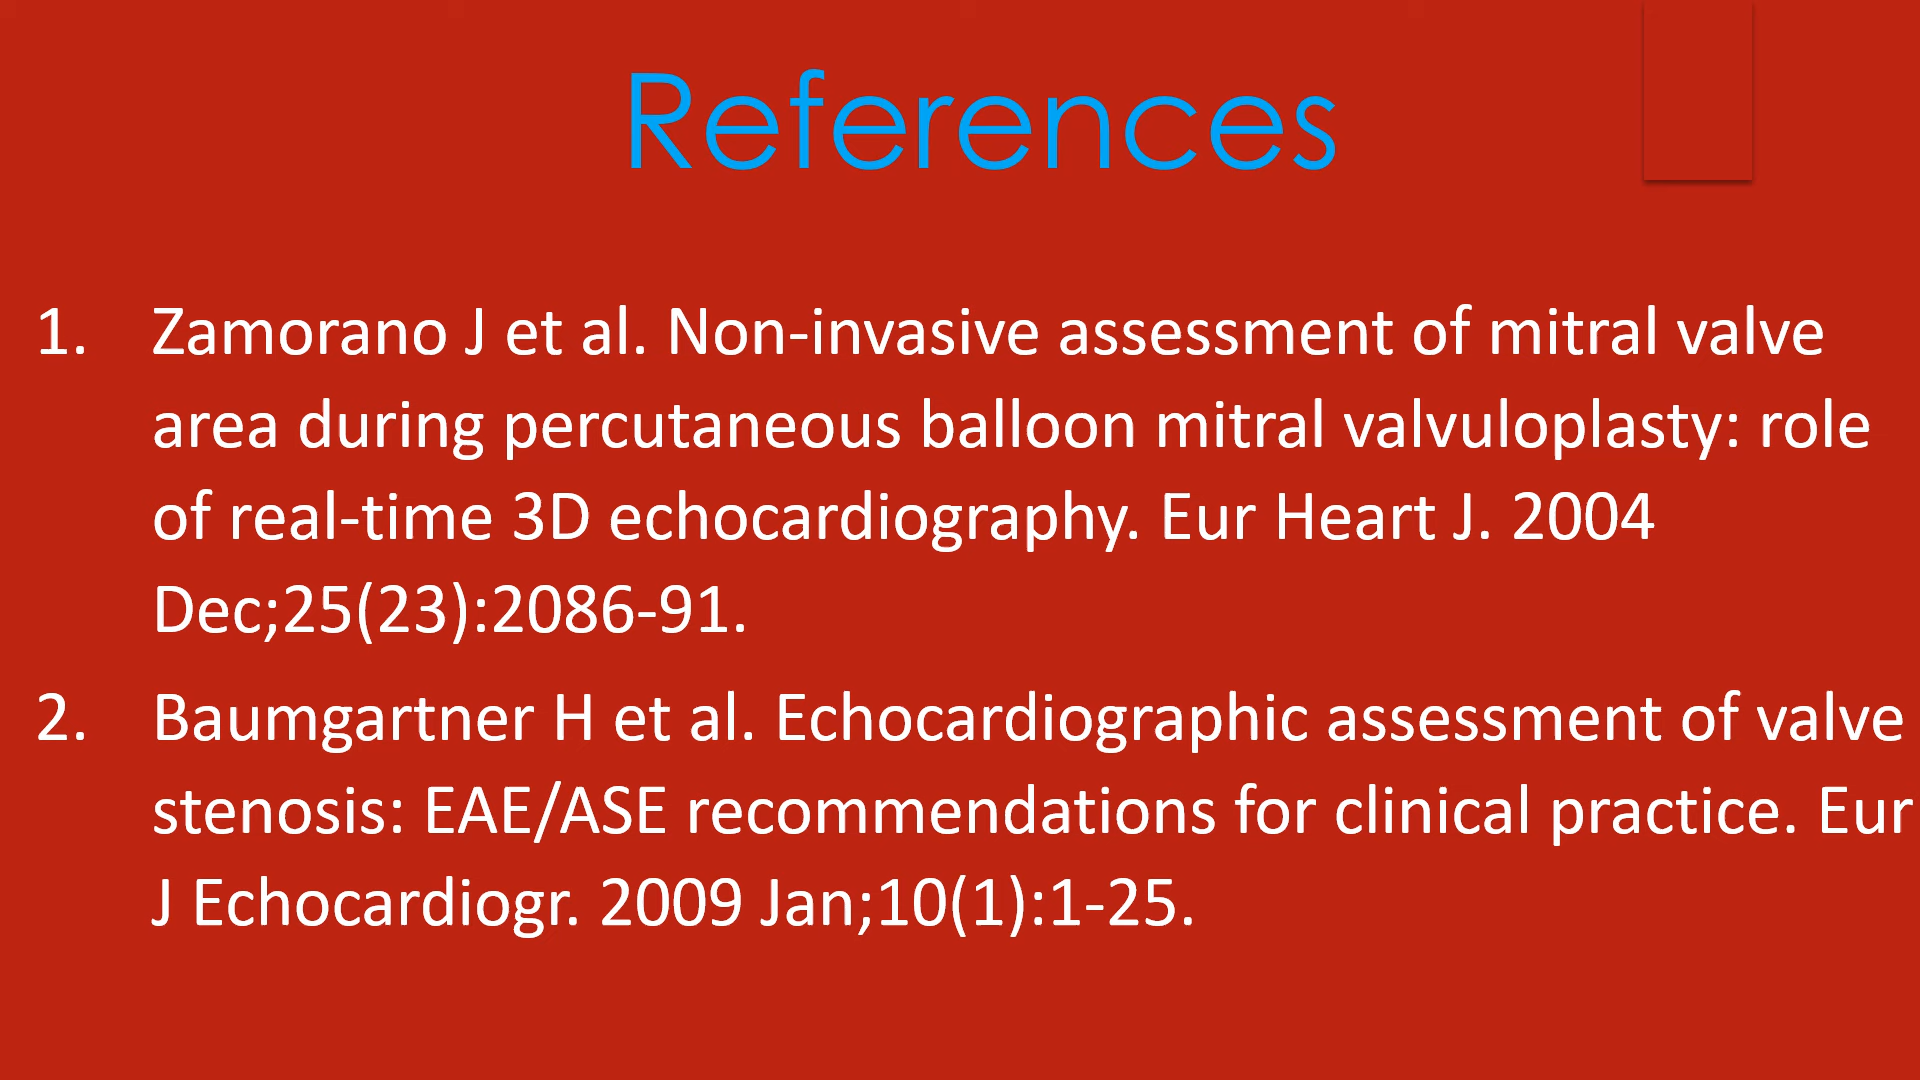 References
1. Zamorano J et al. Non-invasive assessment of mitral valve
area during percutaneous balloon mitral valvuloplasty: role
of real-time 3D echocardiography. Eur Heart J. 2004
Dec;25(23):2086-91.
2. Baumgartner H et al. Echocardiographic assessment of valve
stenosis: EAE/ASE recommendations for clinical practice. Eur
J Echocardiogr. 2009 Jan;10(1):1-25.